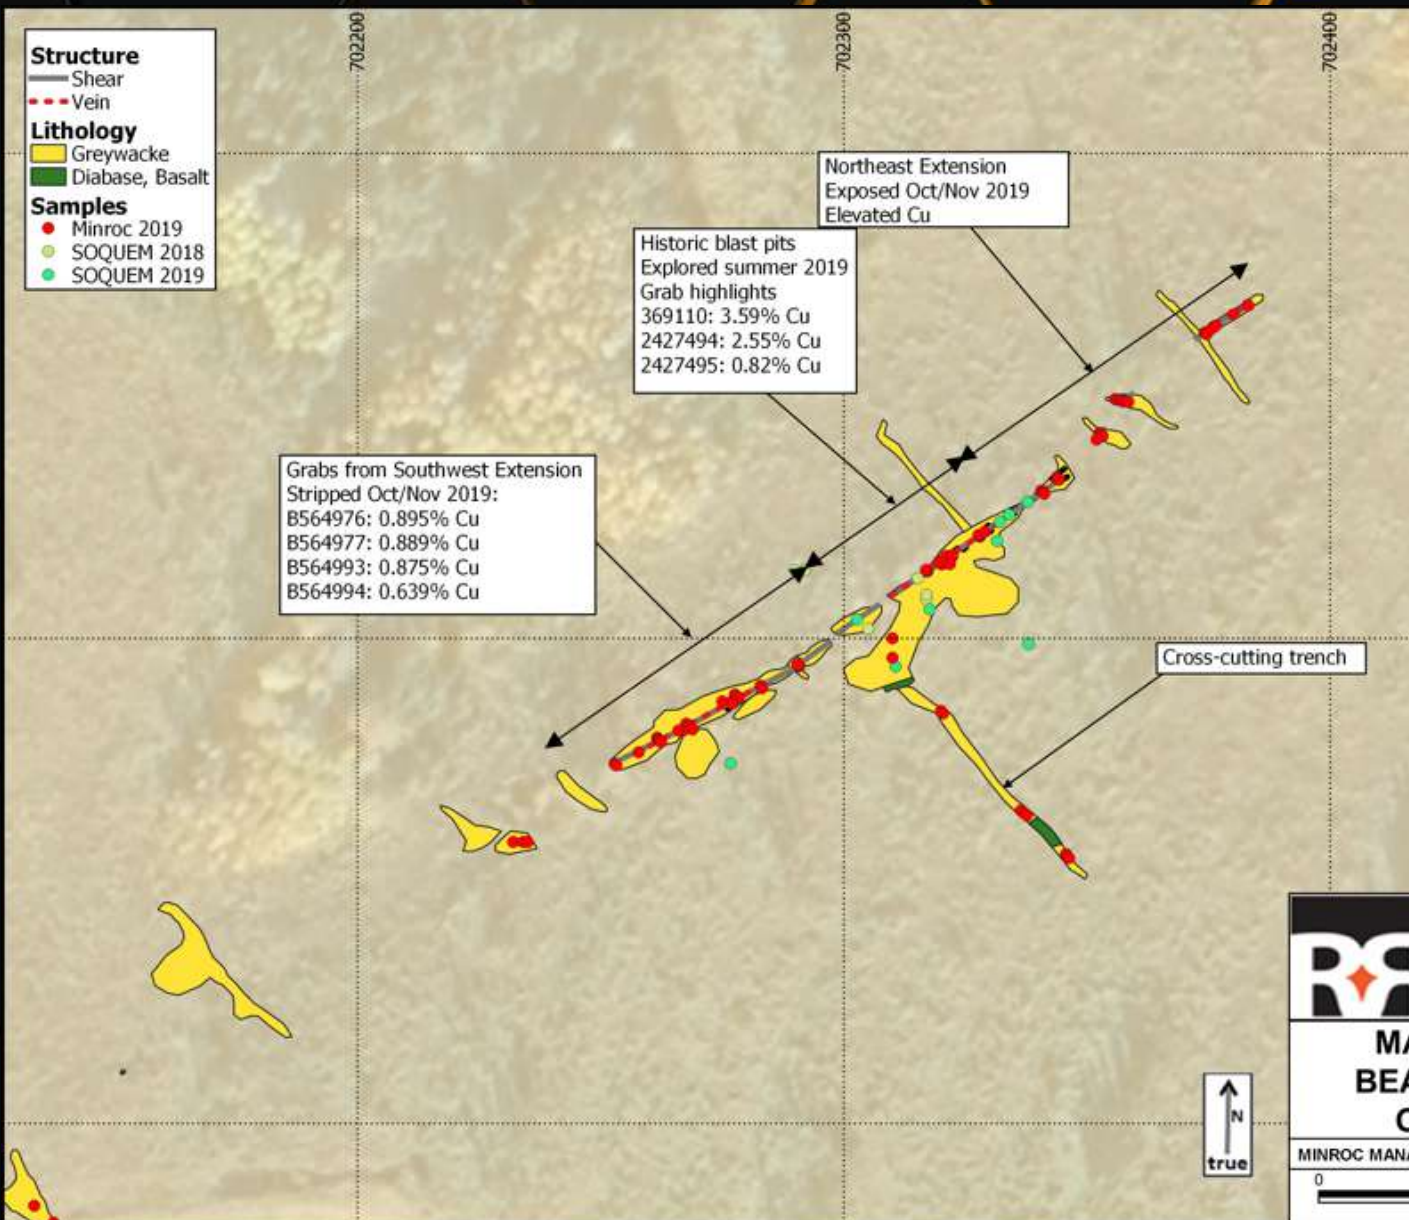 702200
702300
702400
Structure
Shear
Vein
Lithology
Greywacke
Diabase, Basalt
Samples
Minroc 2019
SOQUEM 2018
SOQUEM 2019
Northeast Extension
Exposed Oct/Nov 2019
Elevated Cu
Historic blast pits
Explored summer 2019
Grab highlights
369110: 3.59% Cu
2427494: 2.55% Cu
2427495: 0.82% Cu
Grabs from Southwest Extension
Stripped Oct/Nov 2019:
B564976: 0.895% Cu
B564977: 0.889% Cu
B564993: 0.875% Cu
B564994: 0.639% Cu
Cross-cutting trench
N
true
MINROC
0